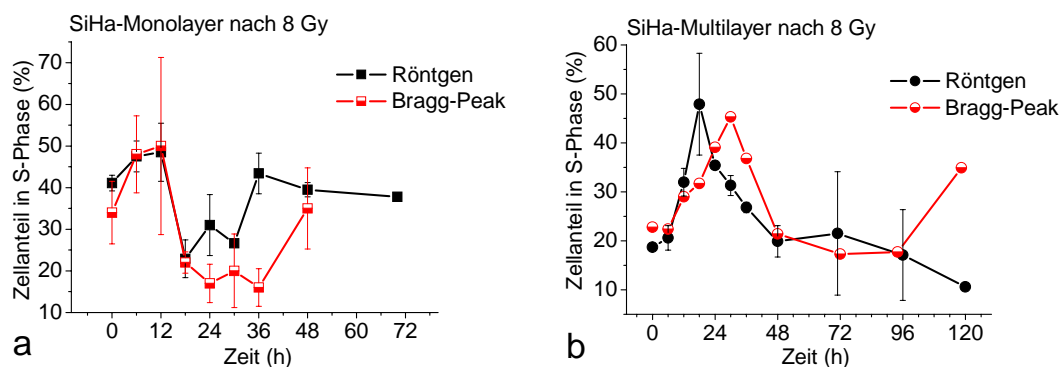 SiHa-Monolayer nach 8 Gy
Röntgen
Bragg-Peak
Zellanteil in S-Phase (%)
70
60
50
40
30
20
10
0 12 24 36 48 60 72
Zeit (h)
a
SiHa-Multilayer nach 8 Gy
Röntgen
Bragg-Peak
Zellanteil in S-Phase (%)
60
50
40
30
20
10
0 24 48 72 96 120
Zeit (h)
b